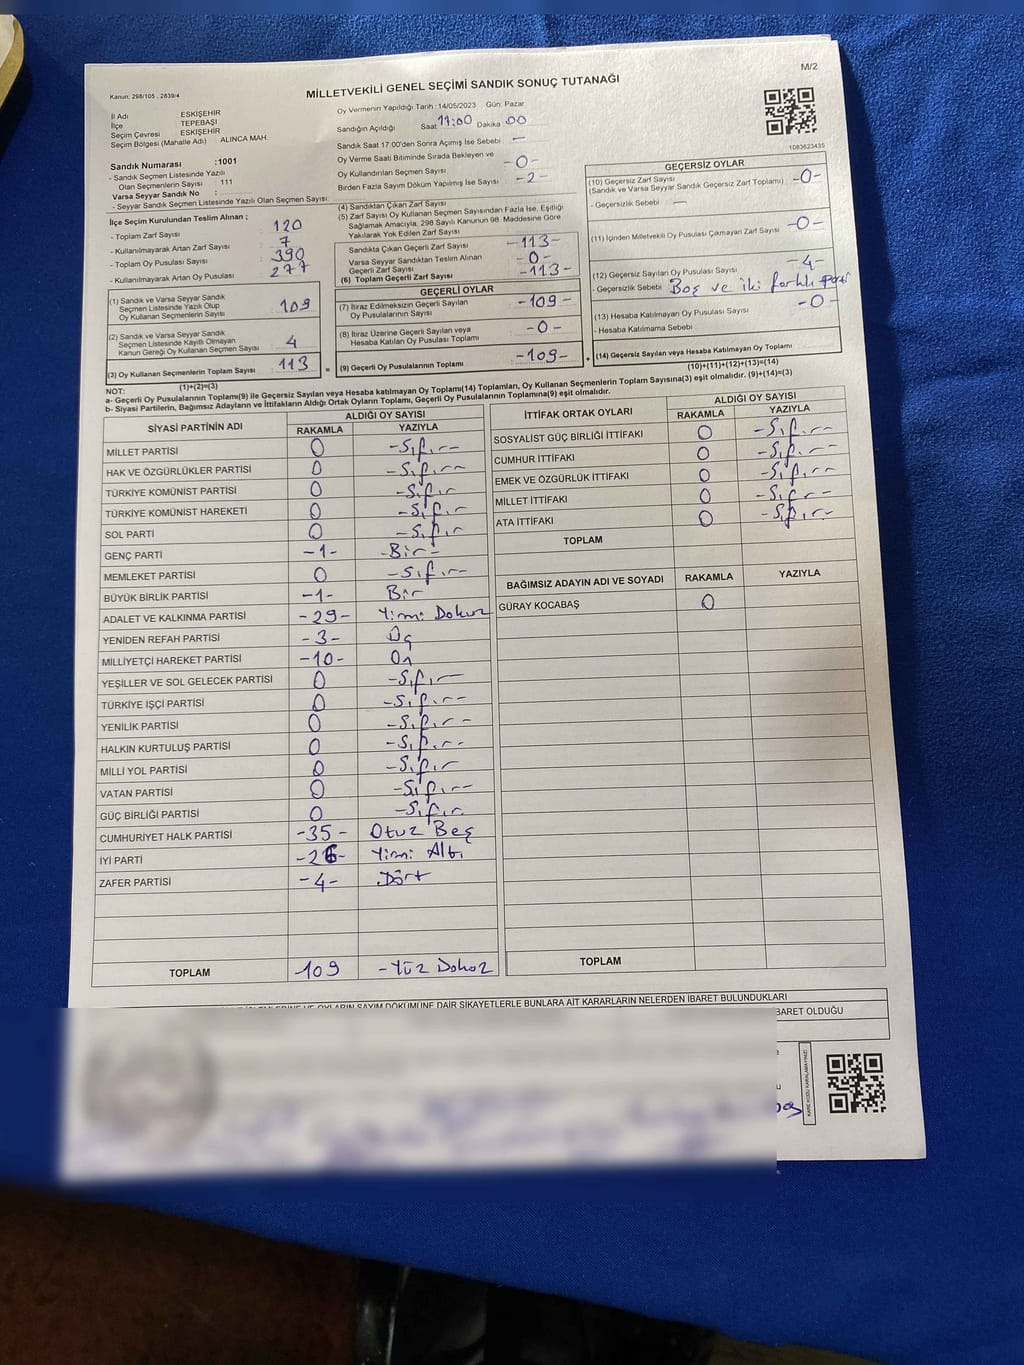 M/2
Kanun: 298/105 , 2839/4
MİLLETVEKİLİ GENEL SEÇİMİ SANDIK SONUÇ TUTANAĞI
İl Adı ESKİŞEHİR
İlçe TEPEBAŞI
Seçim Çevresi ESKİŞEHİR
Seçim Bölgesi (Mahalle Adı) ALINCA MAH.
Sandık Numarası :1001
- Sandık Seçmen Listesinde Yazılı
Olan Seçmenlerin Sayısı : 111
Varsa Seyyar Sandık No :
- Seyyar Sandık Listesinde Yazılı Olan Seçmen Sayısı:
Oy Vermenin Yapıldığı Tarih :14/05/2023 Gün: Pazar
Sandığın Açıldığı Saat 17:00 Dakika 00
Sandık Saat 17.00'den Sonra Açılmış İse Sebebi : —
Oy Verme Saati Bitiminde Sırada Bekleyen ve
Oy Kullandırılan Seçmen Sayısı -0-
Birden Fazla Sayım Döküm Yapılmış İse Sayısı -2-
1083623435
İlçe Seçim Kurulundan Teslim Alınan ;
- Toplam Zarf Sayısı : 120
- Kullanılmayarak Artan Zarf Sayısı : 7
- Toplam Oy Pusulası Sayısı : 390
- Kullanılmayarak Artan Oy Pusulası : 277
(1) Sandık ve Varsa Seyyar Sandık
Seçmen Listesinde Yazılı Olup
Oy Kullanan Seçmenlerin Sayısı 109
(2) Sandık ve Varsa Seyyar Sandık
Seçmen Listesinde Kayıtlı Olmayan
Kanun Gereği Oy Kullanan Seçmen Sayısı 4
(3) Oy Kullanan Seçmenlerin Toplam Sayısı 113
(1)+(2)=(3)
(4) Sandıktan Çıkan Zarf Sayısı
(5) Zarf Sayısı Oy Kullanan Seçmen Sayısından Fazla İse, Eşitliği
Sağlamak Amacıyla; 298 Sayılı Kanunun 98. Maddesine Göre
Yakılarak Yok Edilen Zarf Sayısı
Sandıkta Çıkan Geçerli Zarf Sayısı -113-
Varsa Seyyar Sandıktan Teslim Alınan
Geçerli Zarf Sayısı -0-
(6) Toplam Geçerli Zarf Sayısı -113-
GEÇERLİ OYLAR
(7) İtiraz Edilmeksizin Geçerli Sayılan
Oy Pusulalarının Sayısı -109-
(8) İtiraz Üzerine Geçerli Sayılan veya
Hesaba Katılan Oy Pusulası Toplamı -0-
(9) Geçerli Oy Pusulalarının Toplamı -109-
GEÇERSİZ OYLAR
(10) Geçersiz Zarf Sayısı
(Sandık ve Varsa Seyyar Sandık Geçersiz Zarf Toplamı) -0-
- Geçersizlik Sebebi : —
(11) İçinden Milletvekili Oy Pusulası Çıkmayan Zarf Sayısı -0-
(12) Geçersiz Sayılan Oy Pusulası Sayısı -4-
- Geçersizlik Sebebi : Boş ve iki farklı parti
(13) Hesaba Katılmayan Oy Pusulası Sayısı -0-
- Hesaba Katılmama Sebebi :
(14) Geçersiz Sayılan veya Hesaba Katılmayan Oy Toplamı
(10)+(11)+(12)+(13)=(14)
NOT:
a- Geçerli Oy Pusulalarının Toplamı(9) ile Geçersiz Sayılan veya Hesaba katılmayan Oy Toplamı(14) Toplamları, Oy Kullanan Seçmenlerin Toplam Sayısına(3) eşit olmalıdır. (9)+(14)=(3)
b- Siyasi Partilerin, Bağımsız Adayların ve İttifakların Aldığı Ortak Oyların Toplamı, Geçerli Oy Pusulalarının Toplamına(9) eşit olmalıdır.
SİYASİ PARTİNİN ADI ALDIĞI OY SAYISI
RAKAMLA YAZIYLA
MİLLET PARTİSİ 0 -Sıfır-
HAK VE ÖZGÜRLÜKLER PARTİSİ 0 -Sıfır-
TÜRKİYE KOMÜNİST PARTİSİ 0 -Sıfır
TÜRKİYE KOMÜNİST HAREKETİ 0 -Sıfır-
SOL PARTİ 0 -Sıfır
GENÇ PARTİ -1- -Bir-
MEMLEKET PARTİSİ 0 -Sıfır-
BÜYÜK BİRLİK PARTİSİ -1- Bir
ADALET VE KALKINMA PARTİSİ -29- Yirmi Dokuz
YENİDEN REFAH PARTİSİ -3- Üç
MİLLİYETÇİ HAREKET PARTİSİ -10- On
YEŞİLLER VE SOL GELECEK PARTİSİ 0 -Sıfır-
TÜRKİYE İŞÇİ PARTİSİ 0 -Sıfır-
YENİLİK PARTİSİ 0 -Sıfır-
HALKIN KURTULUŞ PARTİSİ 0 -Sıfır-
MİLLİ YOL PARTİSİ 0 -Sıfır
VATAN PARTİSİ 0 -Sıfır-
GÜÇ BİRLİĞİ PARTİSİ 0 -Sıfır
CUMHURİYET HALK PARTİSİ -35- Otuz Beş
İYİ PARTİ -26- Yirmi Altı
ZAFER PARTİSİ -4- Dört
TOPLAM 109 -Yüz Dokuz
İTTİFAK ORTAK OYLARI ALDIĞI OY SAYISI
RAKAMLA YAZIYLA
SOSYALİST GÜÇ BİRLİĞİ İTTİFAKI 0 -Sıfır-
CUMHUR İTTİFAKI 0 -Sıfır-
EMEK VE ÖZGÜRLÜK İTTİFAKI 0 -Sıfır-
MİLLET İTTİFAKI 0 -Sıfır-
ATA İTTİFAKI 0 -Sıfır-
TOPLAM
BAĞIMSIZ ADAYIN ADI VE SOYADI RAKAMLA YAZIYLA
GÜRAY KOCABAŞ 0
TOPLAM
OYLARIN SAYIM DÖKÜMÜNE DAİR ŞİKAYETLERLE BUNLARA AİT KARARLARIN NELERDEN İBARET BULUNDUKLARI
BARET OLDUĞU
KARE KODU KARALAMAYINIZ!